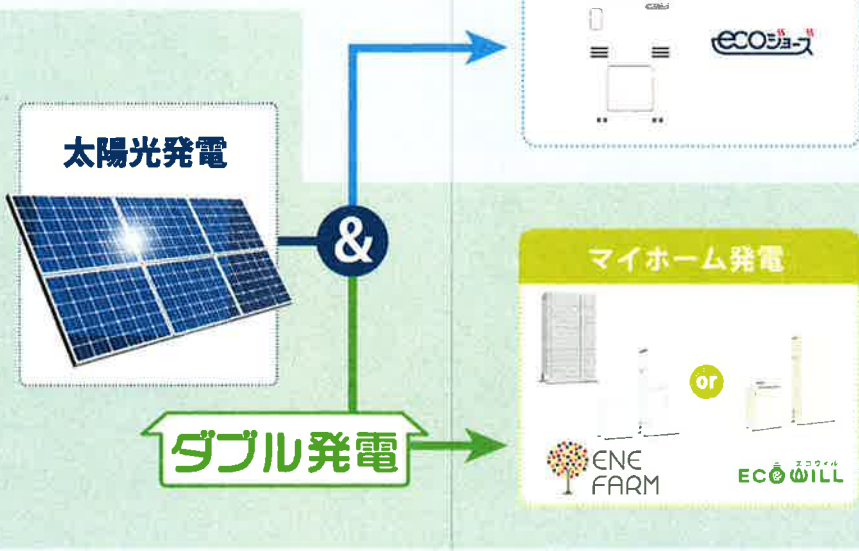 ecoジョーズ
太陽光発電
&
マイホーム発電
or
ダブル発電
ENE
FARM
エコウィル
ECOWILL